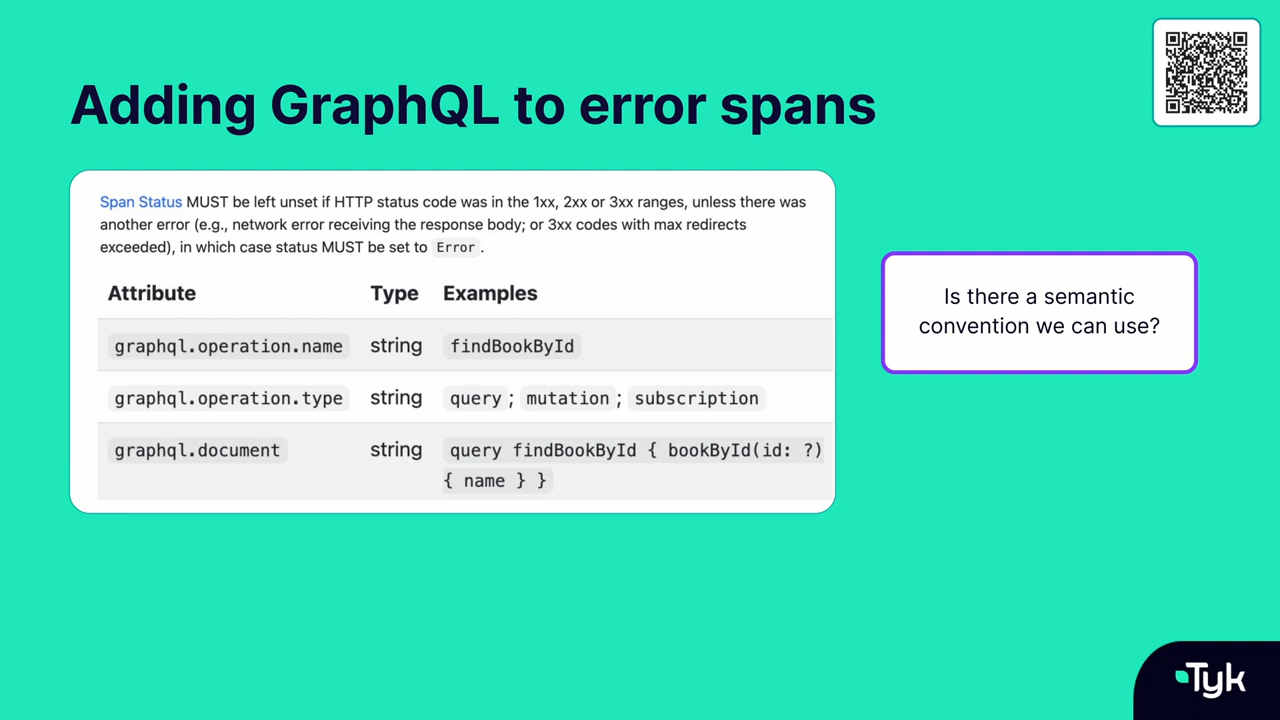 Adding GraphQL to error spans
Span Status MUST be left unset if HTTP status code was in the 1xx, 2xx or 3xx ranges, unless there was
another error (e.g., network error receiving the response body; or 3xx codes with max redirects
exceeded), in which case status MUST be set to Error.
Attribute Type Examples
graphql.operation.name string findBookById
graphql.operation.type string query; mutation; subscription
graphql.document string query findBookById { bookById(id: ?)
{ name } }
Is there a semantic
convention we can use?
Tyk